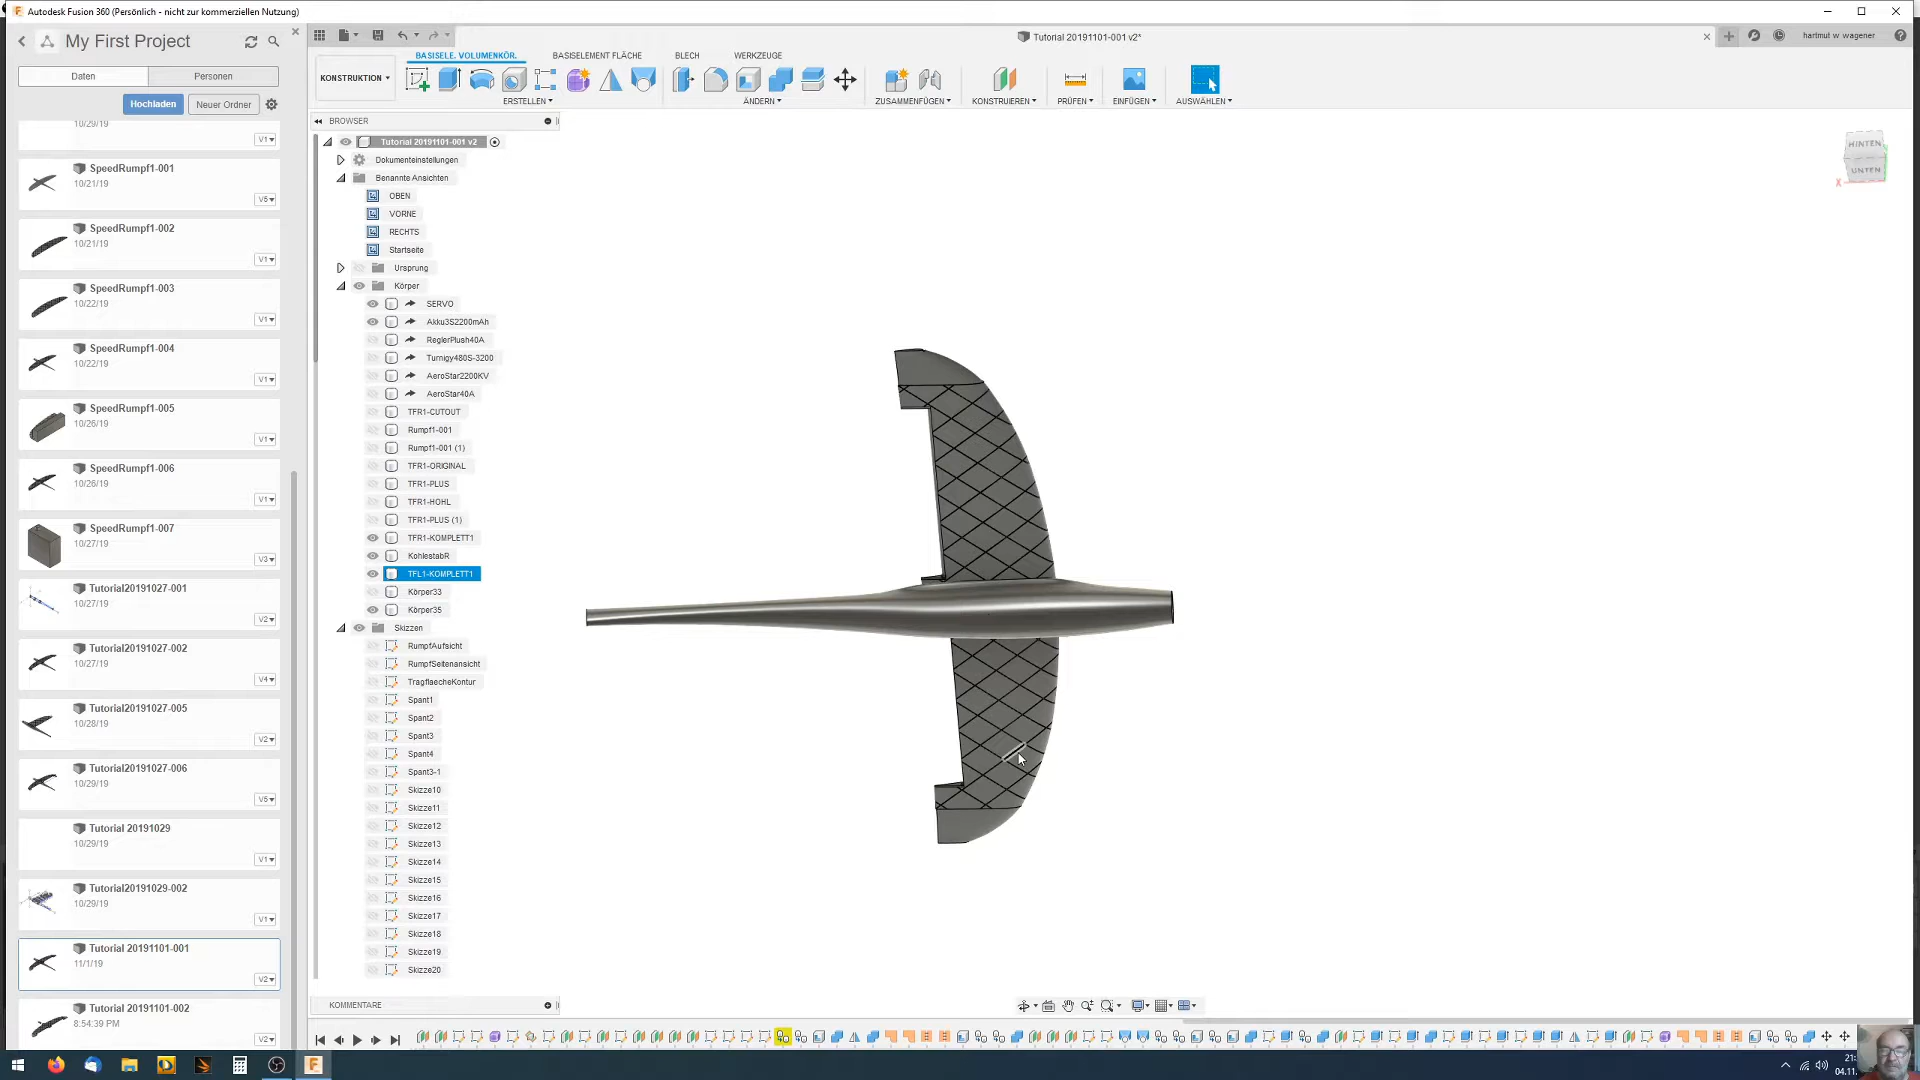 Autodesk Fusion 360 (Persönlich - nicht zur kommerziellen Nutzung)
My First Project
Tutorial 20191101-001 v2*
hartmut w wagener
BASISELE. VOLUMENKÖR.
BASISELEMENT FLÄCHE
BLECH
WERKZEUGE
Daten
Personen
KONSTRUKTION
Hochladen
Neuer Ordner
ERSTELLEN
ÄNDERN
ZUSAMMENFÜGEN
KONSTRUIEREN
PRÜFEN
EINFÜGEN
AUSWÄHLEN
10/29/19
V1
SpeedRumpf1-001
10/21/19
V5
SpeedRumpf1-002
10/21/19
V1
SpeedRumpf1-003
10/22/19
V1
SpeedRumpf1-004
10/22/19
V1
SpeedRumpf1-005
10/26/19
V1
SpeedRumpf1-006
10/26/19
V1
SpeedRumpf1-007
10/27/19
V3
Tutorial20191027-001
10/27/19
V2
Tutorial20191027-002
10/27/19
V4
Tutorial20191027-005
10/28/19
V2
Tutorial20191027-006
10/29/19
V5
Tutorial 20191029
10/29/19
V1
Tutorial20191029-002
10/29/19
V1
Tutorial 20191101-001
11/1/19
V2
Tutorial 20191101-002
8:54:39 PM
V2
BROWSER
Tutorial 20191101-001 v2
Dokumenteinstellungen
Benannte Ansichten
OBEN
VORNE
RECHTS
Startseite
Ursprung
Körper
SERVO
Akku3S2200mAh
ReglerPlush40A
Turnigy480S-3200
AeroStar2200KV
AeroStar40A
TFR1-CUTOUT
Rumpf1-001
Rumpf1-001 (1)
TFR1-ORIGINAL
TFR1-PLUS
TFR1-HOHL
TFR1-PLUS (1)
TFR1-KOMPLETT1
KohlestabR
TFL1-KOMPLETT1
Körper33
Körper35
Skizzen
RumpfAufsicht
RumpfSeitenansicht
TragflaecheKontur
Spant1
Spant2
Spant3
Spant4
Spant3-1
Skizze10
Skizze11
Skizze12
Skizze13
Skizze14
Skizze15
Skizze16
Skizze17
Skizze18
Skizze19
Skizze20
KOMMENTARE
HINTEN
UNTEN
X